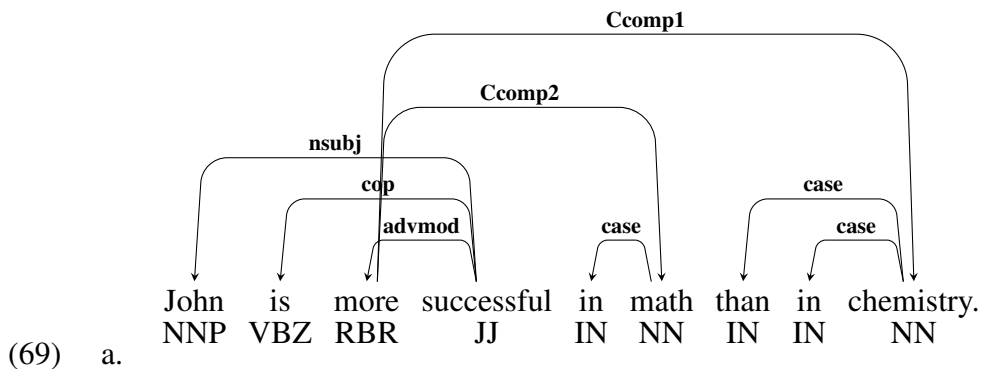 Ccomp1
Ccomp2
nsubj
cop case
advmod case case
John is more successful in math than in chemistry.
NNP VBZ RBR JJ IN NN IN IN NN
(69) a.